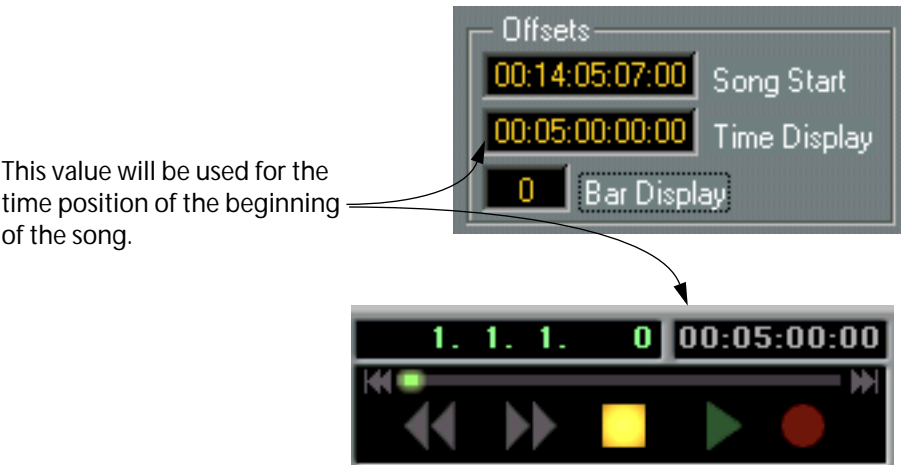 Offsets
00:14:05:07:00 Song Start
00:05:00:00:00 Time Display
0 Bar Display
This value will be used for the
time position of the beginning
of the song.
1. 1. 1. 0 00:05:00:00